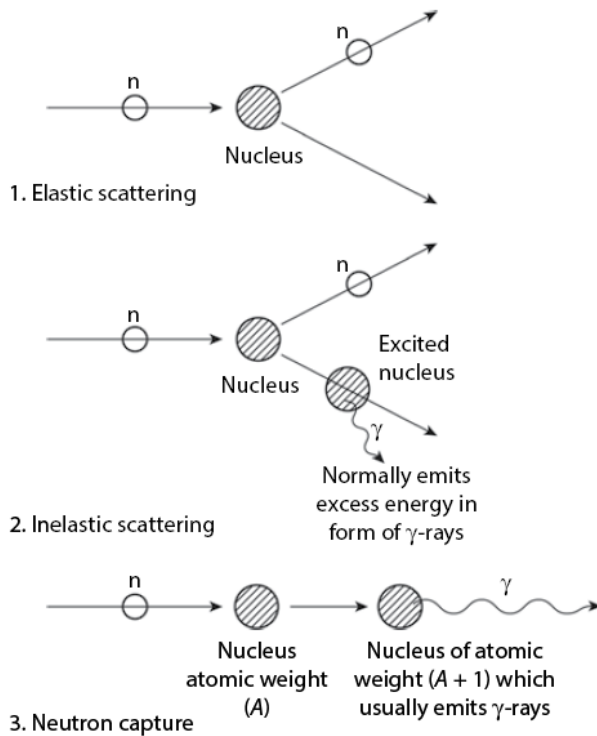 n
n
Nucleus
1. Elastic scattering
n
n
Nucleus
Excited
nucleus
γ
Normally emits
excess energy in
form of γ-rays
2. Inelastic scattering
n
γ
Nucleus
atomic weight
(A)
Nucleus of atomic
weight (A + 1) which
usually emits γ-rays
3. Neutron capture